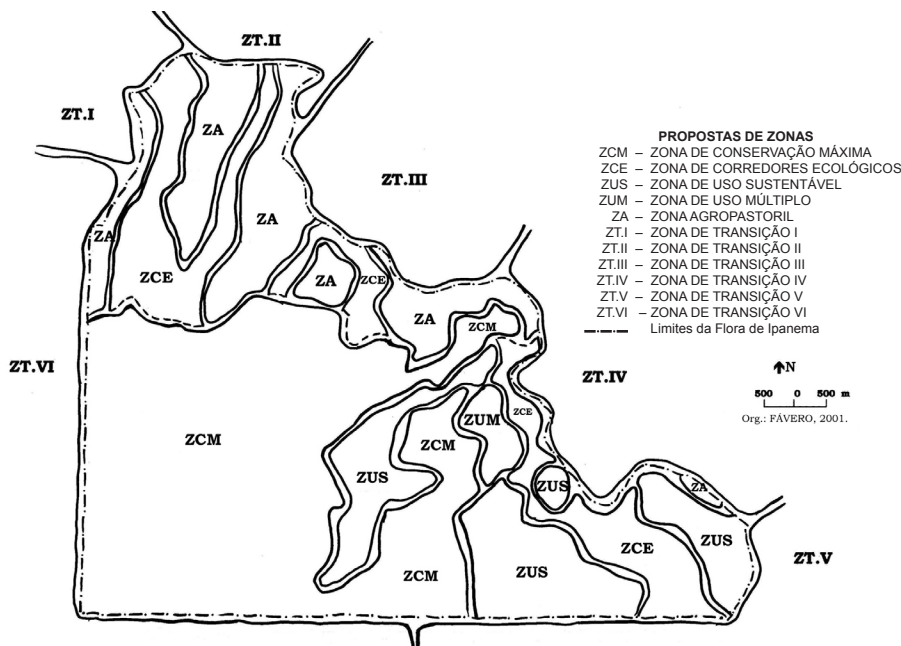 ZT.II
ZT.I
ZA
PROPOSTAS DE ZONAS
ZCM – ZONA DE CONSERVAÇÃO MÁXIMA
ZCE – ZONA DE CORREDORES ECOLÓGICOS
ZUS – ZONA DE USO SUSTENTÁVEL
ZUM – ZONA DE USO MÚLTIPLO
ZA – ZONA AGROPASTORIL
ZT.I – ZONA DE TRANSIÇÃO I
ZT.II – ZONA DE TRANSIÇÃO II
ZT.III – ZONA DE TRANSIÇÃO III
ZT.IV – ZONA DE TRANSIÇÃO IV
ZT.V – ZONA DE TRANSIÇÃO V
ZT.VI – ZONA DE TRANSIÇÃO VI
Limites da Flora de Ipanema
ZT.III
ZA
ZA
ZCE
ZA
ZCE
ZA
ZCM
ZT.VI
ZT.IV
N
500 0 500 m
Org.: FÁVERO, 2001.
ZCM
ZCM
ZUM
ZCE
ZUS
ZUS
ZA
ZUS
ZCE
ZT.V
ZCM
ZUS